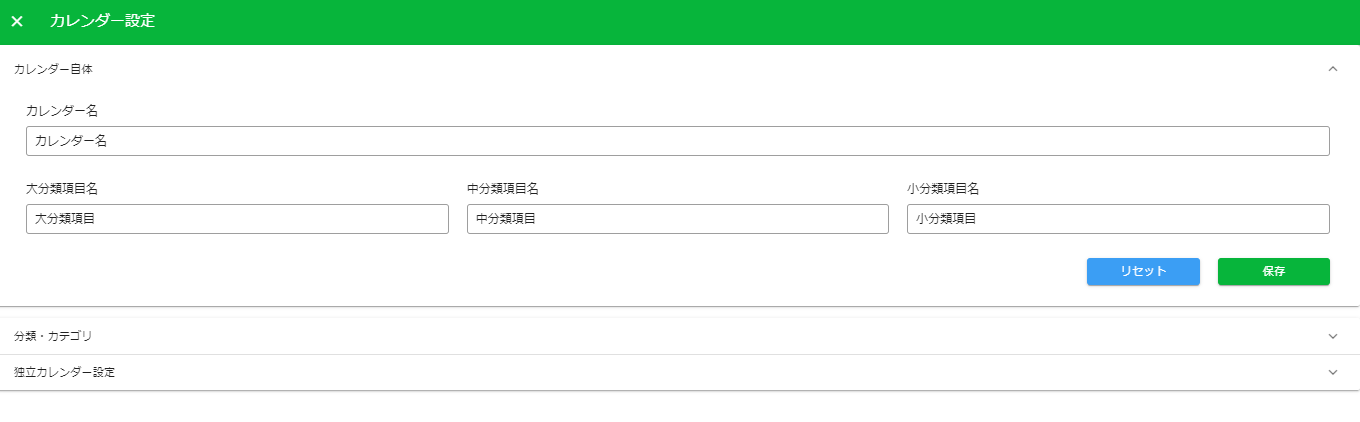 カレンダー設定
カレンダー自体
カレンダー名
カレンダー名
大分類項目名 中分類項目名 小分類項目名
大分類項目 中分類項目 小分類項目
リセット 保存
分類・カテゴリ
独立カレンダー設定